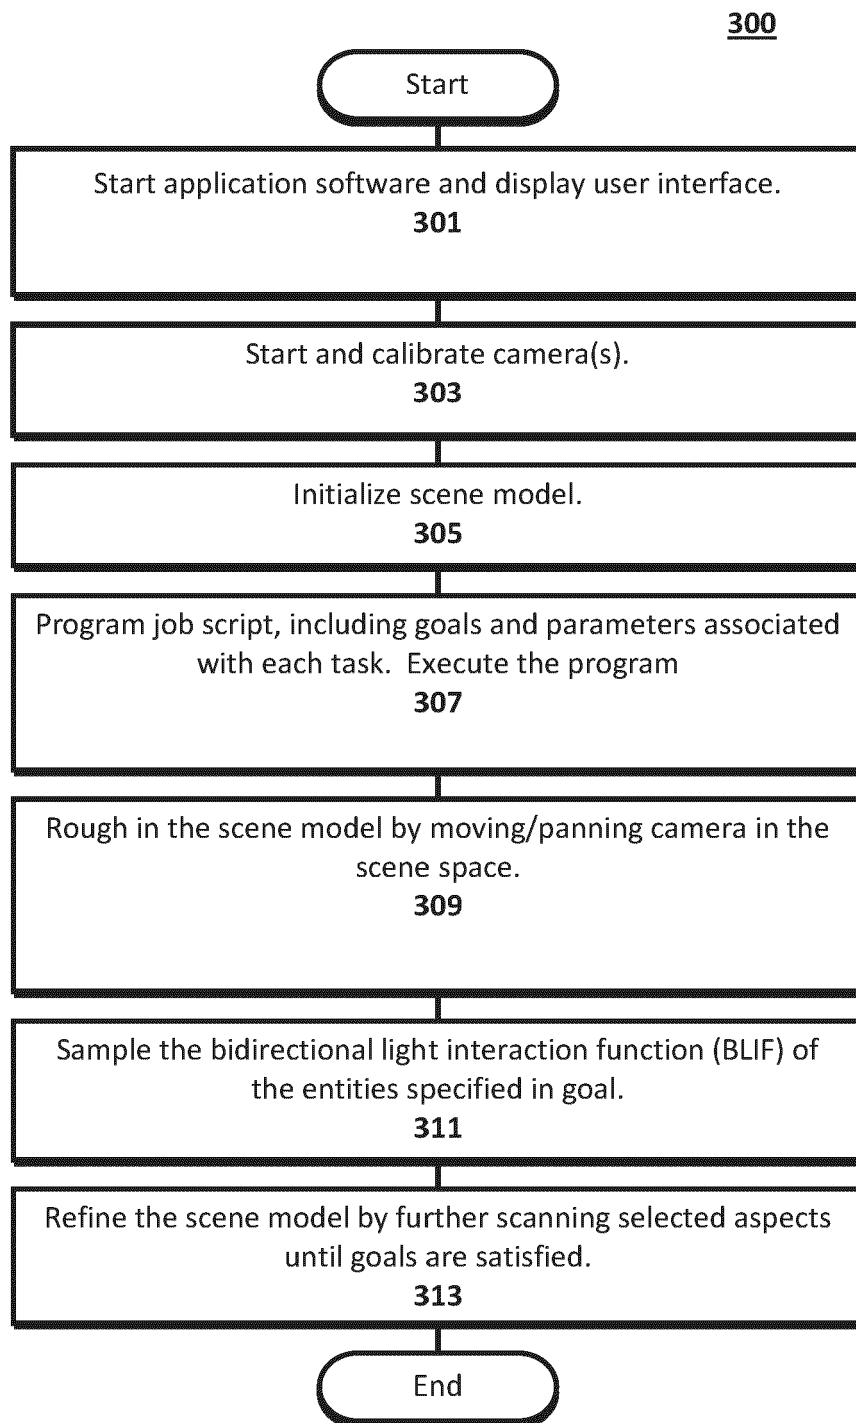 300
Start
Start application software and display user interface.
301
Start and calibrate camera(s).
303
Initialize scene model.
305
Program job script, including goals and parameters associated
with each task.  Execute the program
307
Rough in the scene model by moving/panning camera in the
scene space.
309
Sample the bidirectional light interaction function (BLIF) of
the entities specified in goal.
311
Refine the scene model by further scanning selected aspects
until goals are satisfied.
313
End